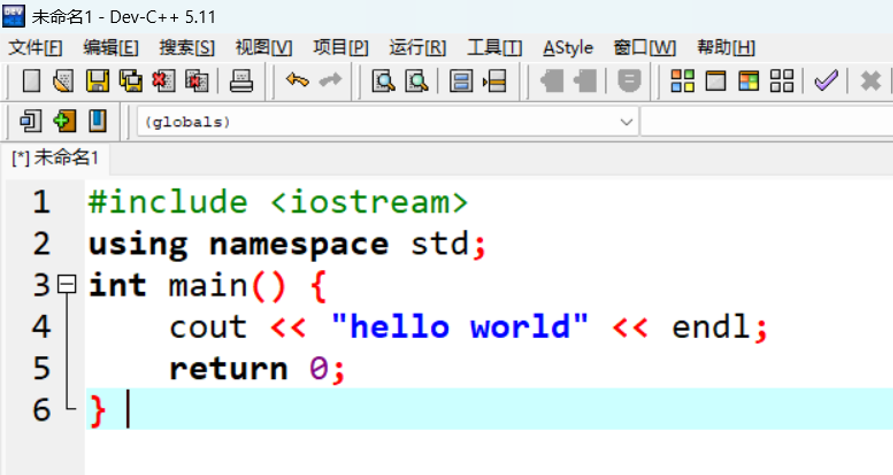 DEV
未命名1 - Dev-C++ 5.11
文件[F] 编辑[E] 搜索[S] 视图[V] 项目[P] 运行[R] 工具[T] AStyle 窗口[W] 帮助[H]
(globals)
[*] 未命名1
1 #include <iostream>
2 using namespace std;
3 int main() {
4 cout << "hello world" << endl;
5 return 0;
6 }